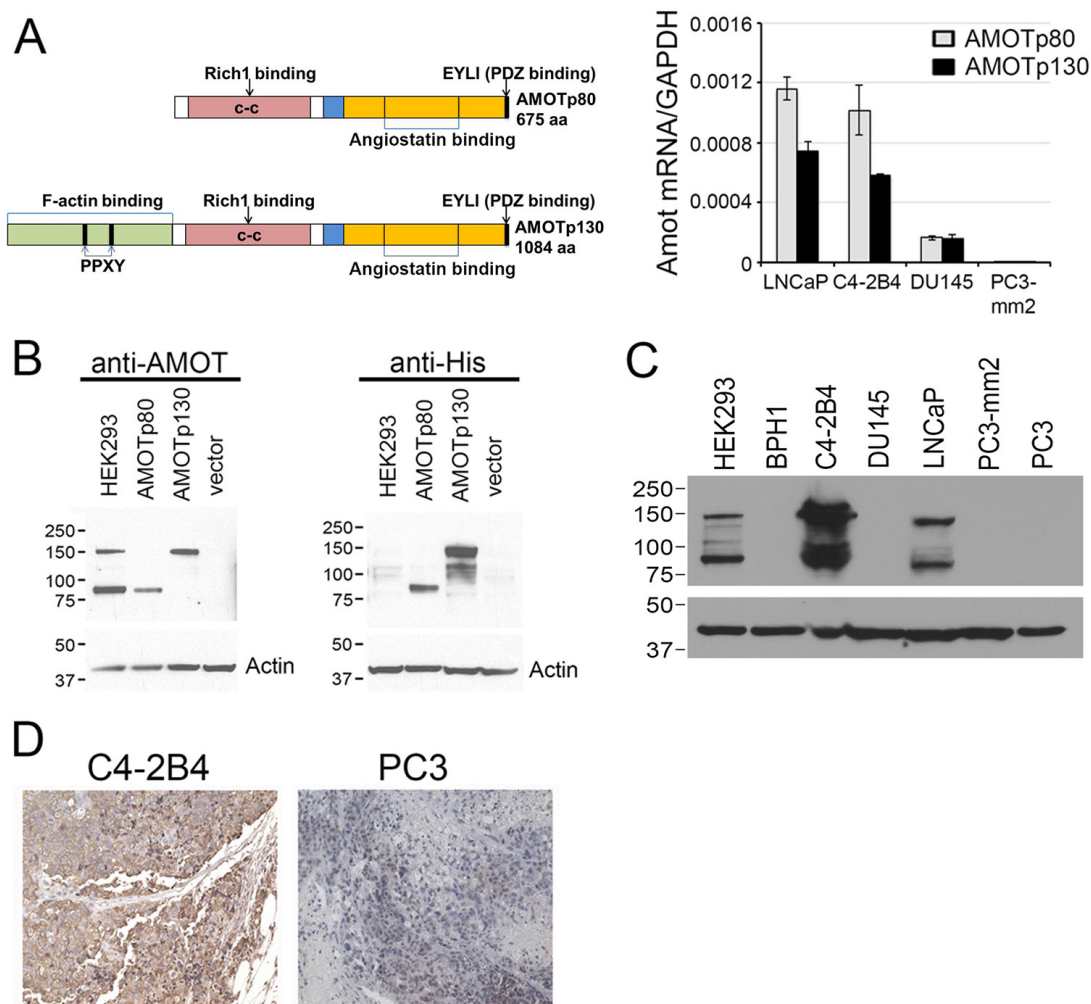 A
Rich1 binding
EYLI (PDZ binding)
c-c
AMOTp80
675 aa
Angiostatin binding
F-actin binding
Rich1 binding
EYLI (PDZ binding)
c-c
AMOTp130
1084 aa
PPXY
Angiostatin binding
Amot mRNA/GAPDH
0.0016
0.0012
0.0008
0.0004
0
AMOTp80
AMOTp130
LNCaP C4-2B4 DU145 PC3-
mm2
B
anti-AMOT
HEK293
AMOTp80
AMOTp130
vector
250
150
100
75
50
37
Actin
anti-His
HEK293
AMOTp80
AMOTp130
vector
250
150
100
75
50
37
Actin
C
HEK293
BPH1
C4-2B4
DU145
LNCaP
PC3-mm2
PC3
250
150
100
75
50
37
D
C4-2B4
PC3